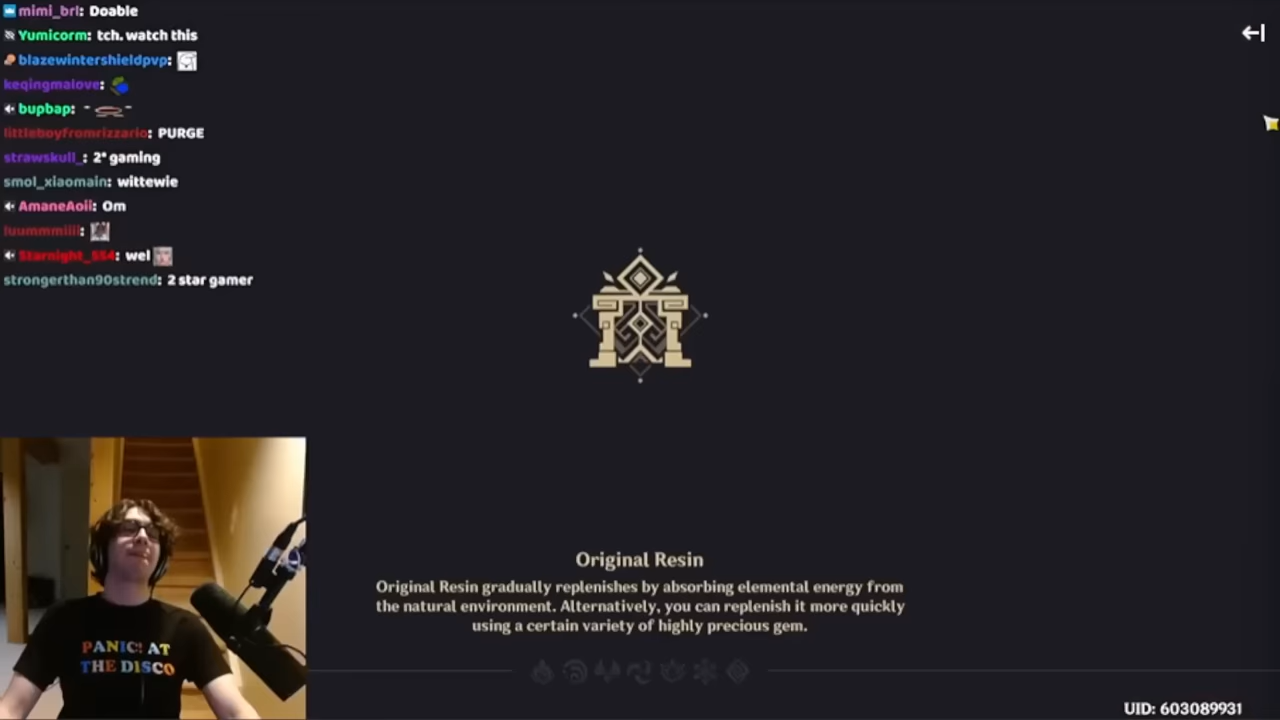 mimi_brl: Doable
Yumicorm: tch. watch this
blazewintershieldpvp:
keqingmalove:
bupbap:
littleboyfromrizzario: PURGE
strawskull_: 2* gaming
smol_xiaomain: wittewie
AmaneAoii: Om
luummmiiii:
Starnight_554: wel
strongerthan90strend: 2 star gamer
PANIC! AT
THE DISCO
Original Resin
Original Resin gradually replenishes by absorbing elemental energy from
the natural environment. Alternatively, you can replenish it more quickly
using a certain variety of highly precious gem.
UID: 603089931